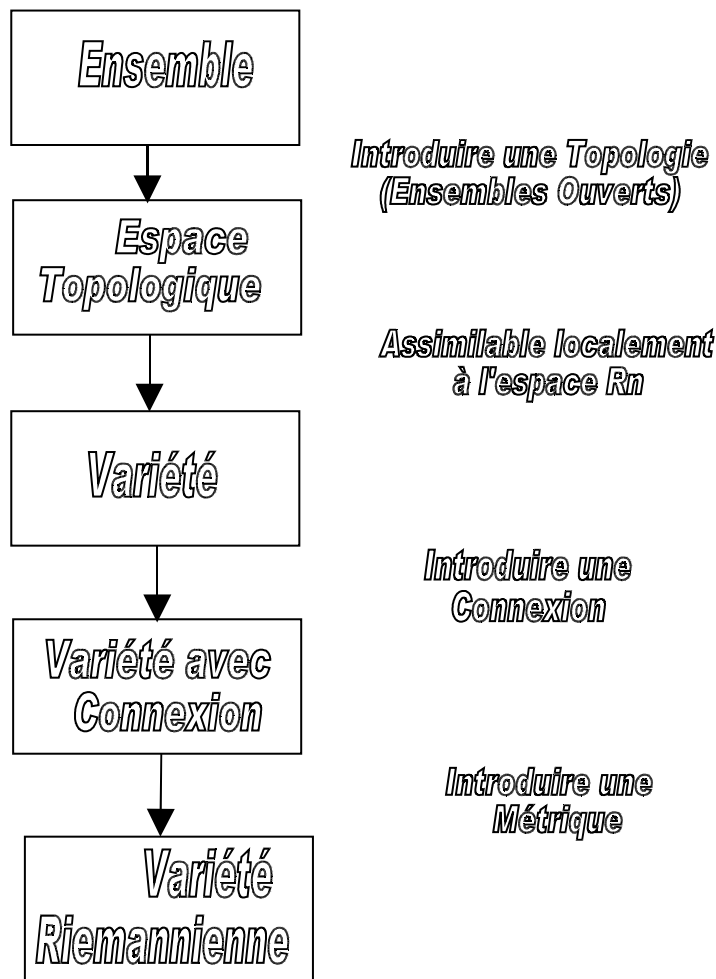 Ensemble
Introduire une Topologie
(Ensembles Ouverts)
Espace
Topologique
Assimilable localement
à l'espace Rn
Variété
Introduire une
Connexion
Variété avec
Connexion
Introduire une
Métrique
Variété
Riemannienne